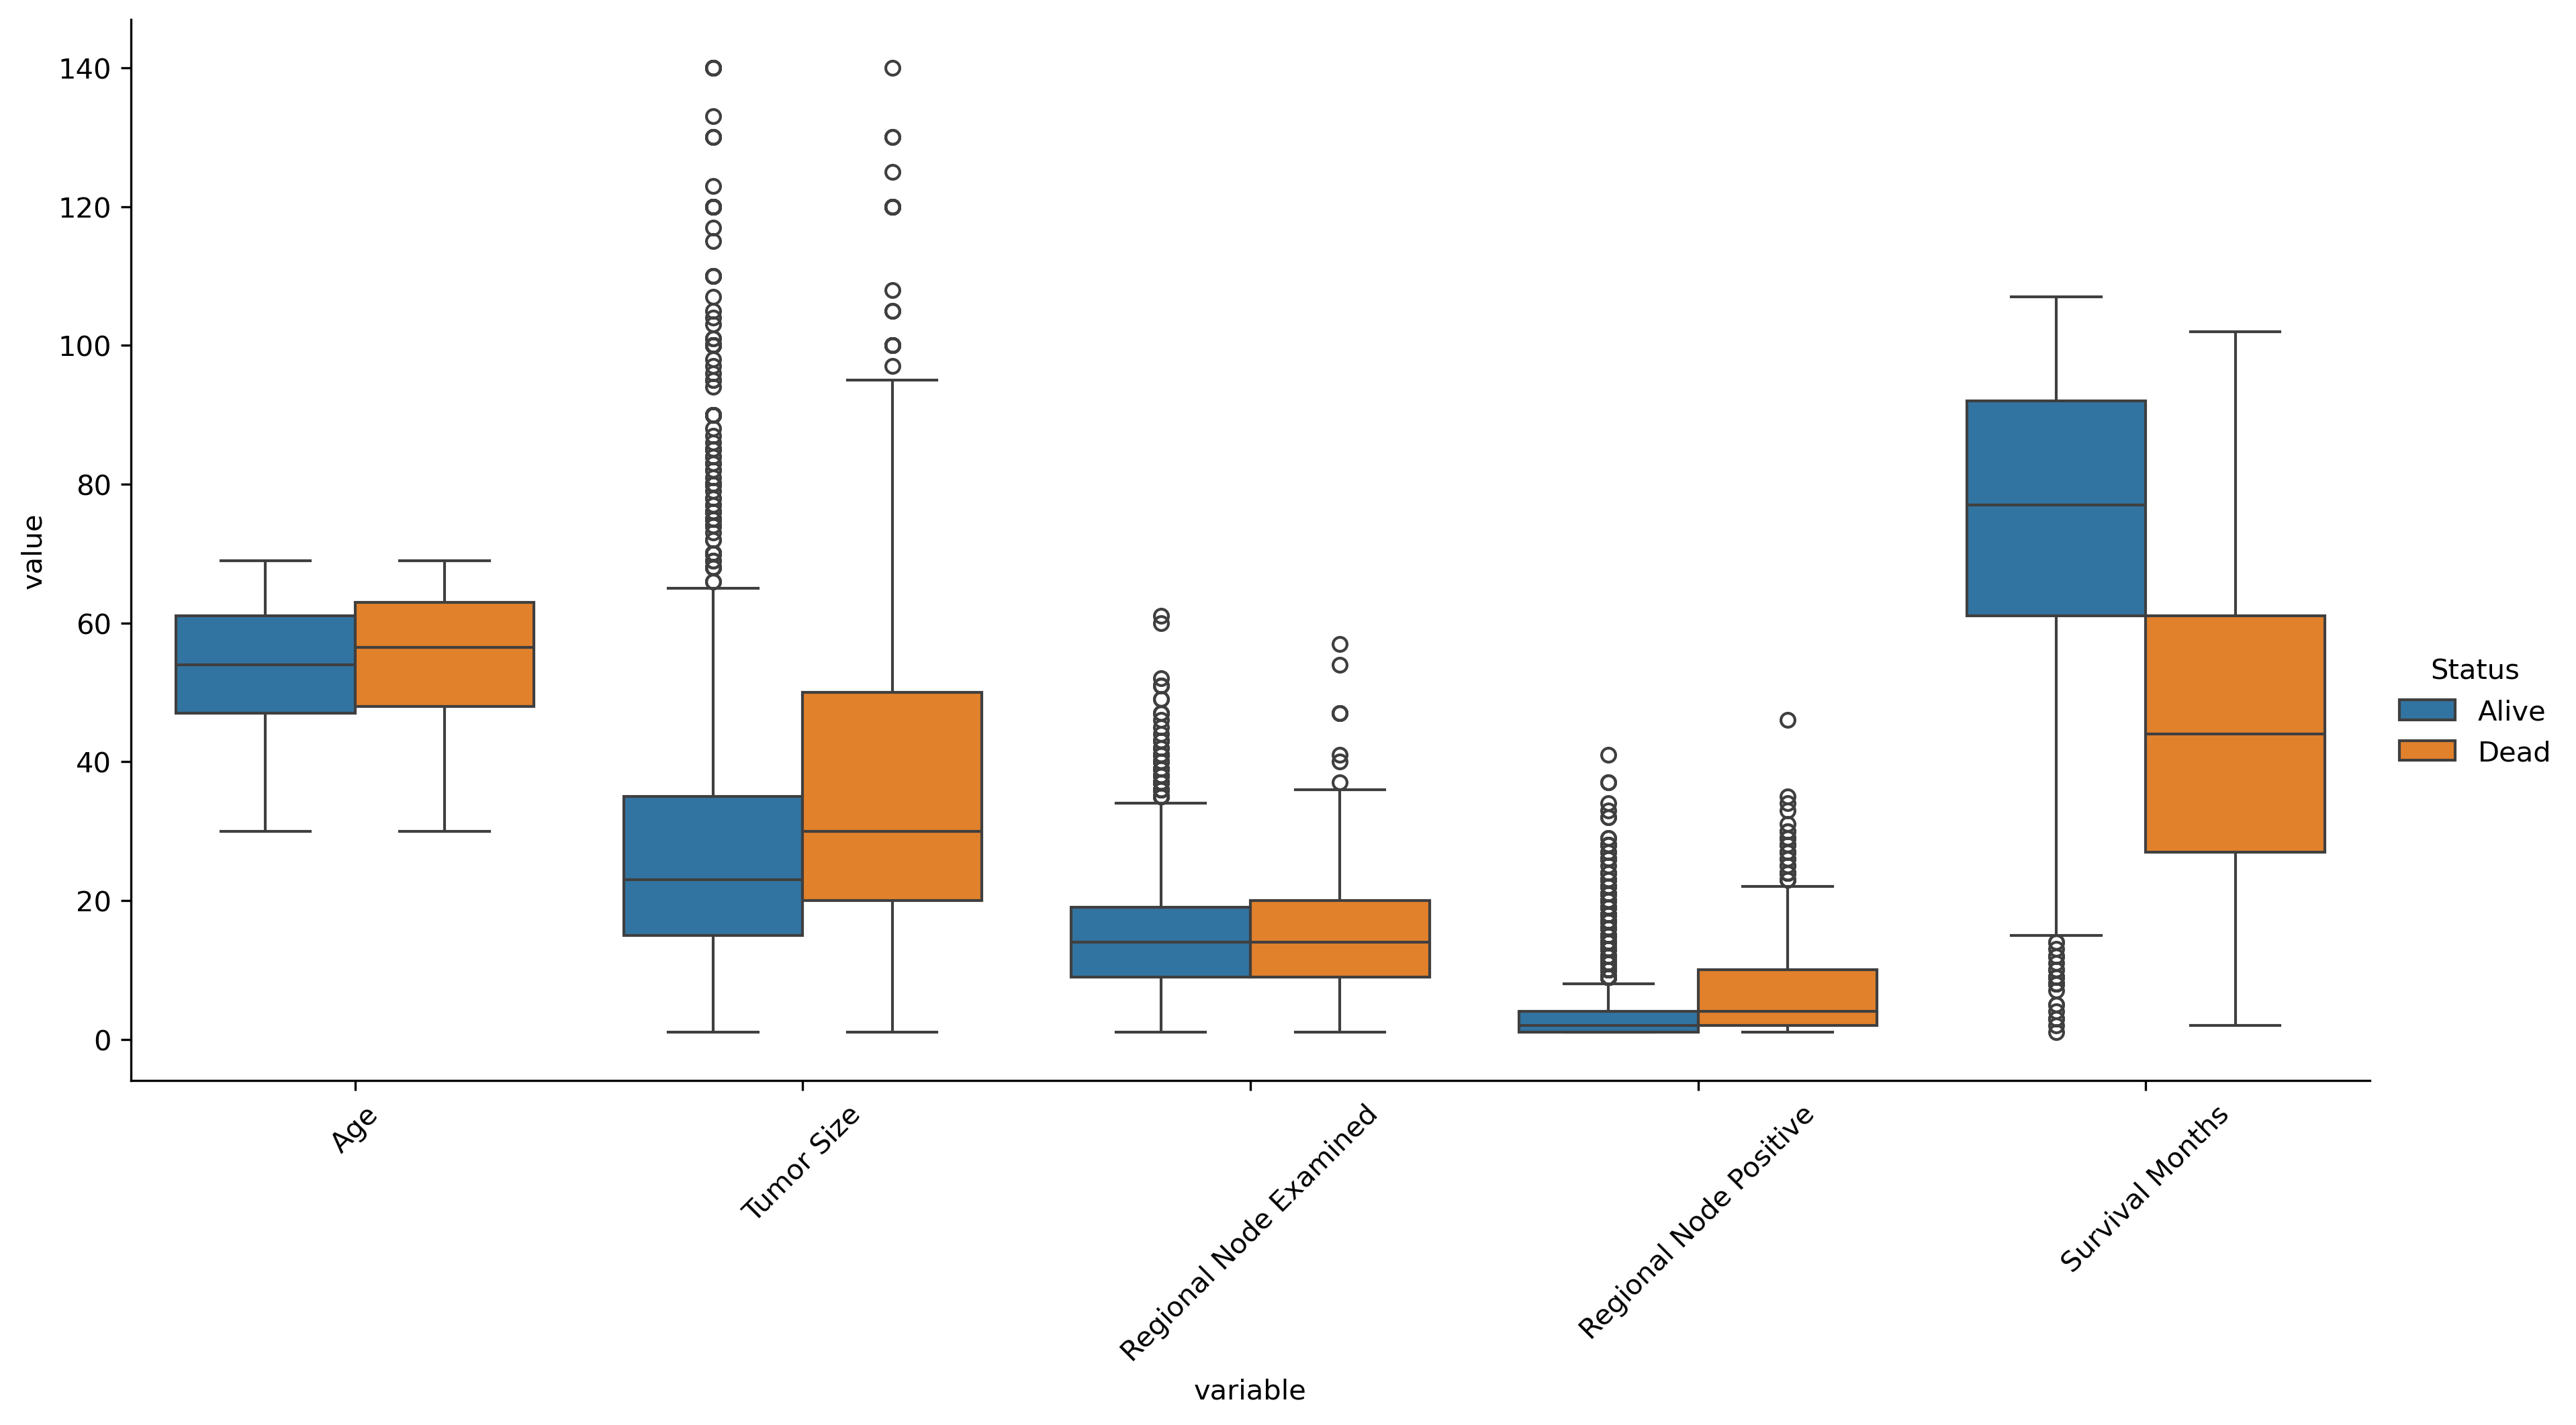 140
120
100
80
60
40
20
0
value
Age
Tumor Size
Regional Node Examined
Regional Node Positive
Survival Months
variable
Status
Alive
Dead